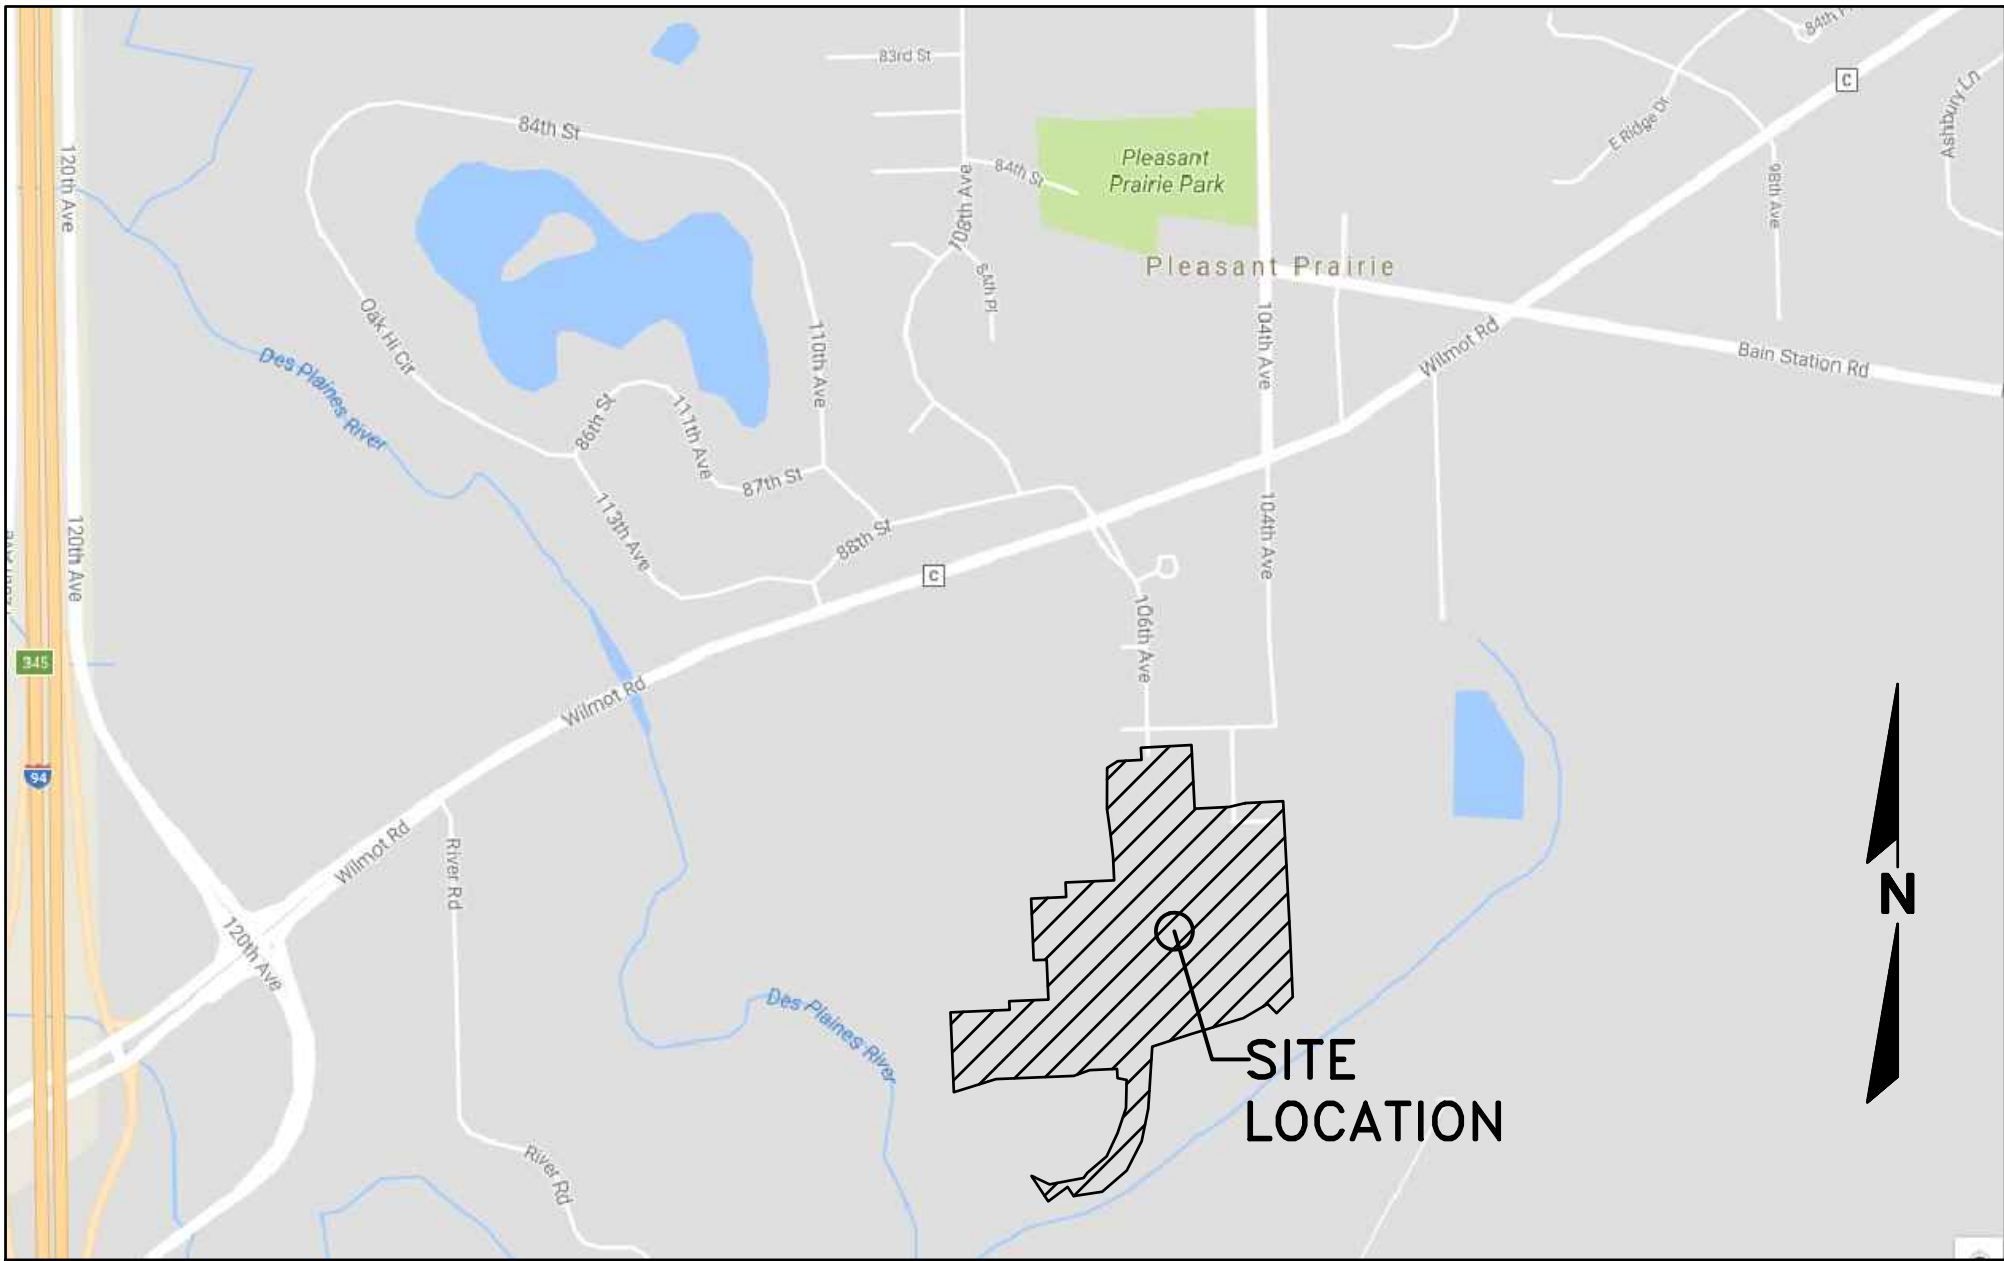 84th
83rd St
C
84th St
Ashbury Ln
E Ridge Dr
120th Ave
Pleasant
Prairie Park
84th St
108th Ave
98th Ave
Pleasant Prairie
84th Pl
Oak Hi Cir
110th Ave
104th Ave
Wilmot Rd
Bain Station Rd
Des Plaines River
86th St
111th Ave
87th St
113th Ave
88th St
104th Ave
120th Ave
C
106th Ave
345
Wilmot Rd
94
Wilmot Rd
River Rd
N
120th Ave
Des Plaines River
SITE
LOCATION
River Rd